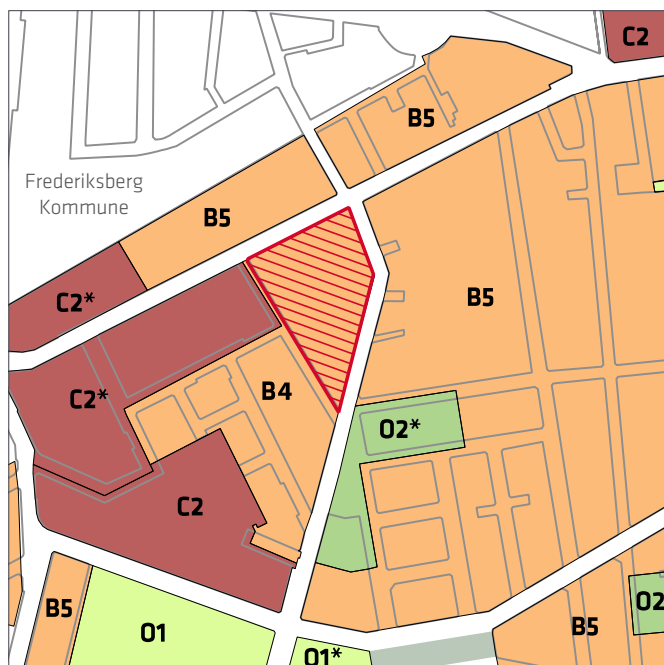 C2
B5
Frederiksberg
Kommune
B5
C2*
B5
C2*
B4
O2*
C2
B5
O1
O1*
B5
O2